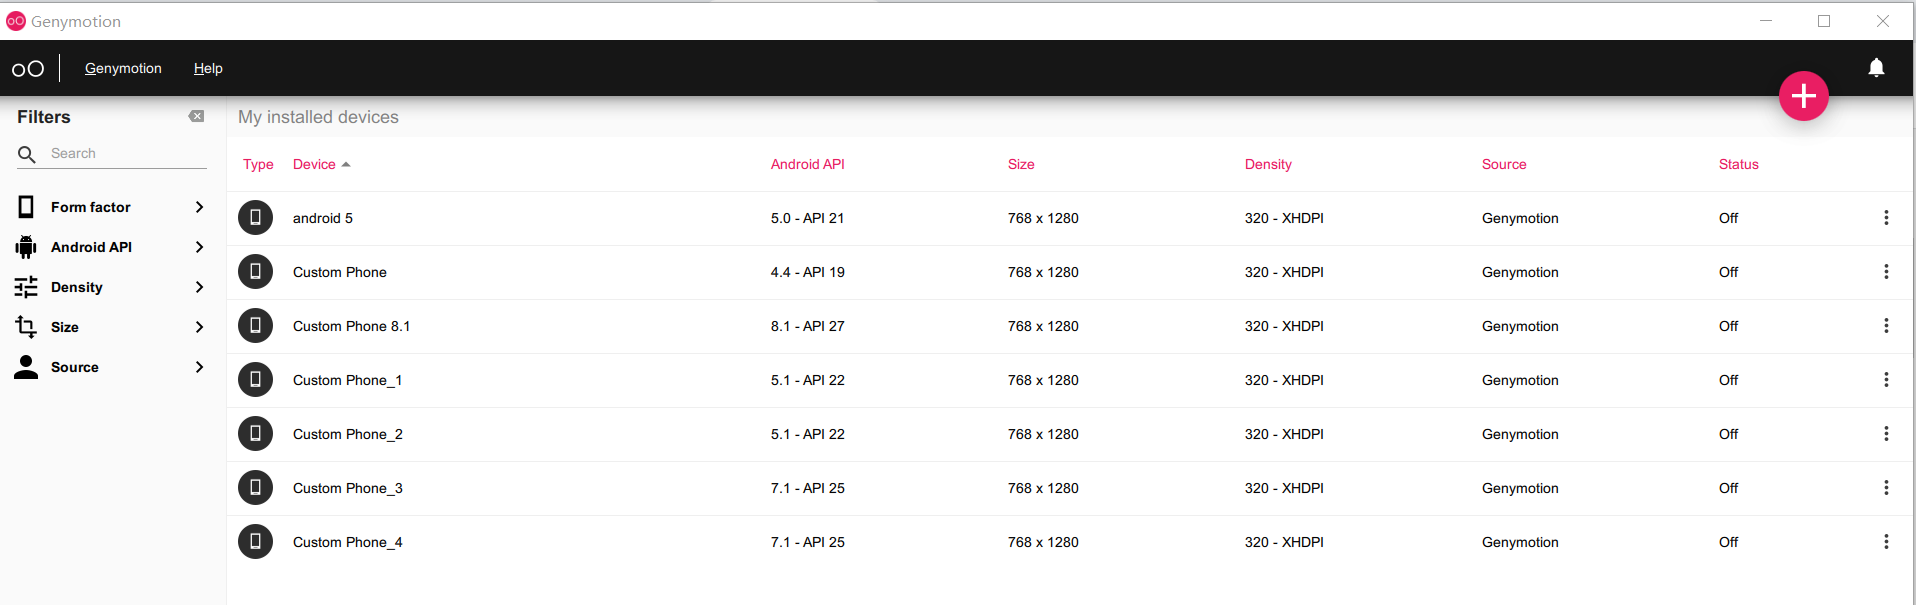 Genymotion
oO Genymotion Help
Filters
Search
Form factor
Android API
Density
Size
Source
My installed devices
Type Device Android API Size Density Source Status
android 5 5.0 - API 21 768 x 1280 320 - XHDPI Genymotion Off
Custom Phone 4.4 - API 19 768 x 1280 320 - XHDPI Genymotion Off
Custom Phone 8.1 8.1 - API 27 768 x 1280 320 - XHDPI Genymotion Off
Custom Phone_1 5.1 - API 22 768 x 1280 320 - XHDPI Genymotion Off
Custom Phone_2 5.1 - API 22 768 x 1280 320 - XHDPI Genymotion Off
Custom Phone_3 7.1 - API 25 768 x 1280 320 - XHDPI Genymotion Off
Custom Phone_4 7.1 - API 25 768 x 1280 320 - XHDPI Genymotion Off